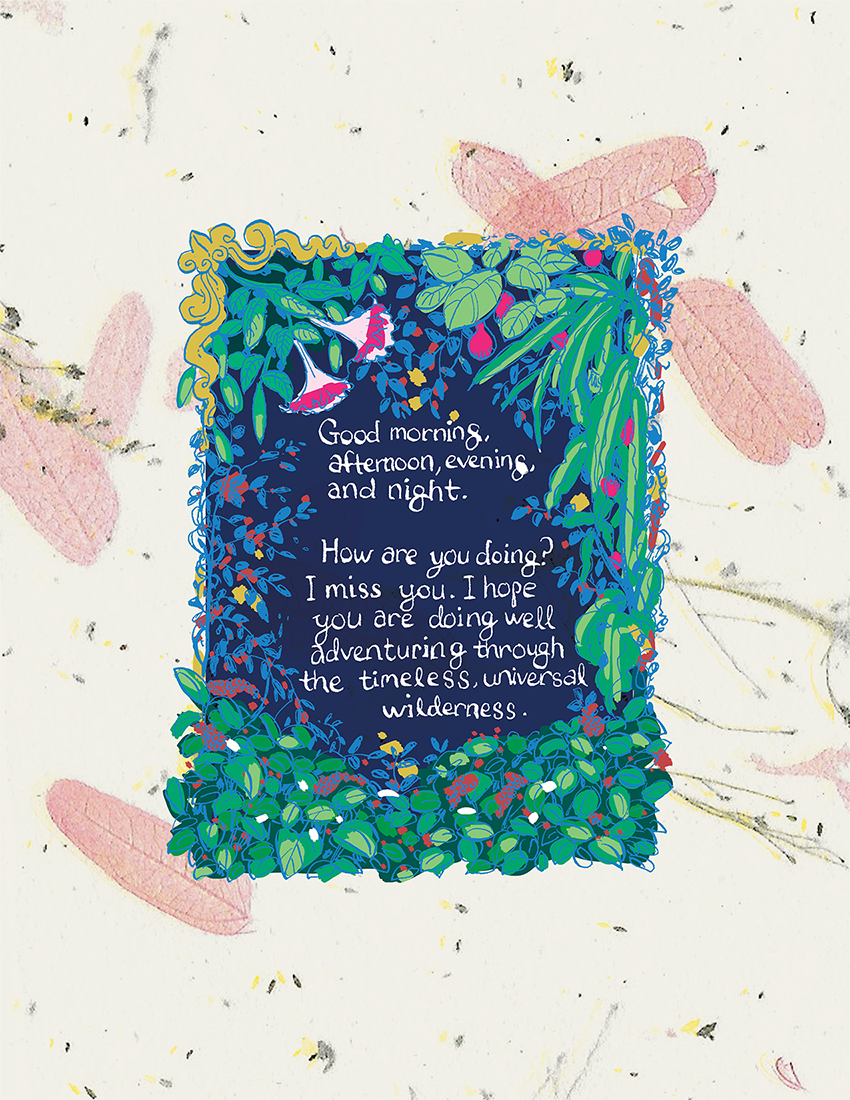 Good morning,
afternoon, evening,
and night.
How are you doing?
I miss you. I hope
you are doing well
adventuring through
the timeless, universal
wilderness.